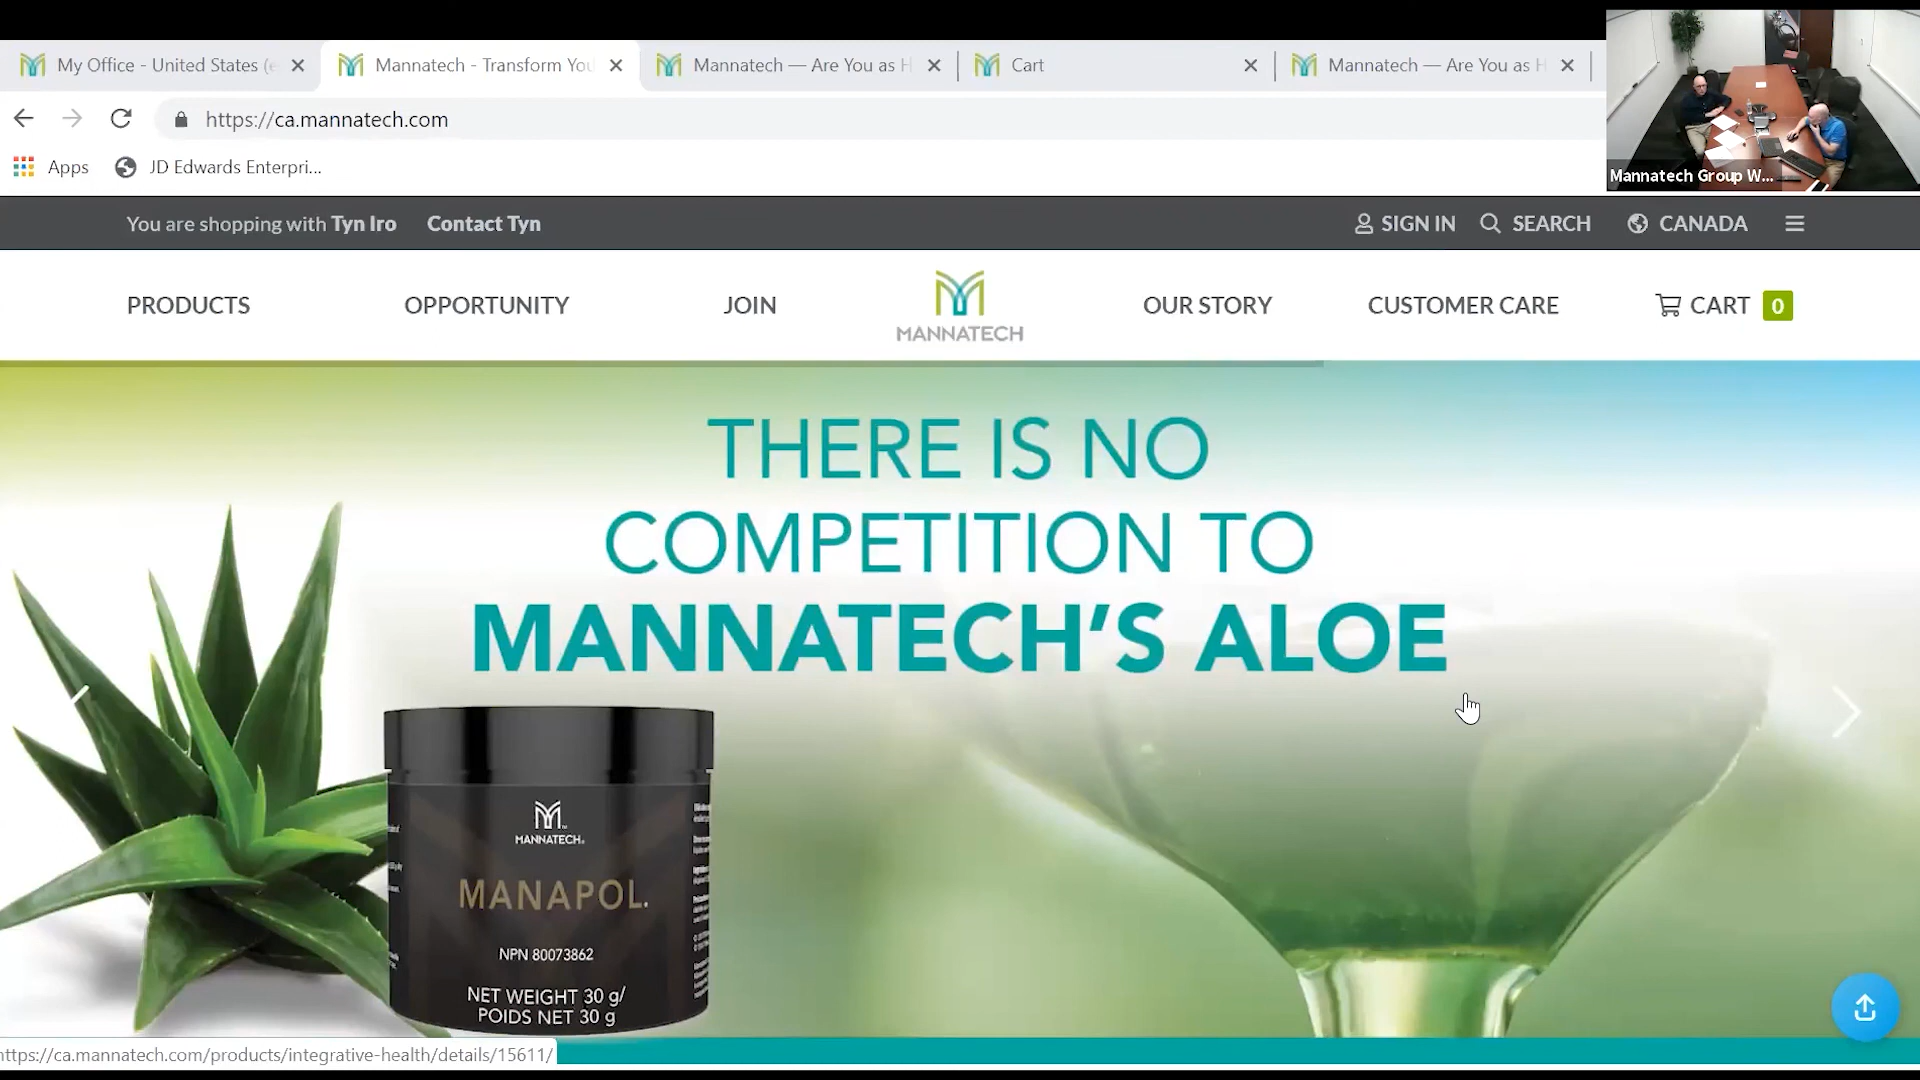 My Office - United States (e
Mannatech - Transform You
Mannatech — Are You as H
Cart
Mannatech — Are You as H
https://ca.mannatech.com
Apps
JD Edwards Enterpri...
Mannatech Group W...
You are shopping with Tyn Iro
Contact Tyn
SIGN IN
SEARCH
CANADA
PRODUCTS
OPPORTUNITY
JOIN
MANNATECH
OUR STORY
CUSTOMER CARE
CART 0
THERE IS NO
COMPETITION TO
MANNATECH'S ALOE
MANNATECH
MANAPOL
NPN 80073862
NET WEIGHT 30 g/
POIDS NET 30 g
ttps://ca.mannatech.com/products/integrative-health/details/15611/